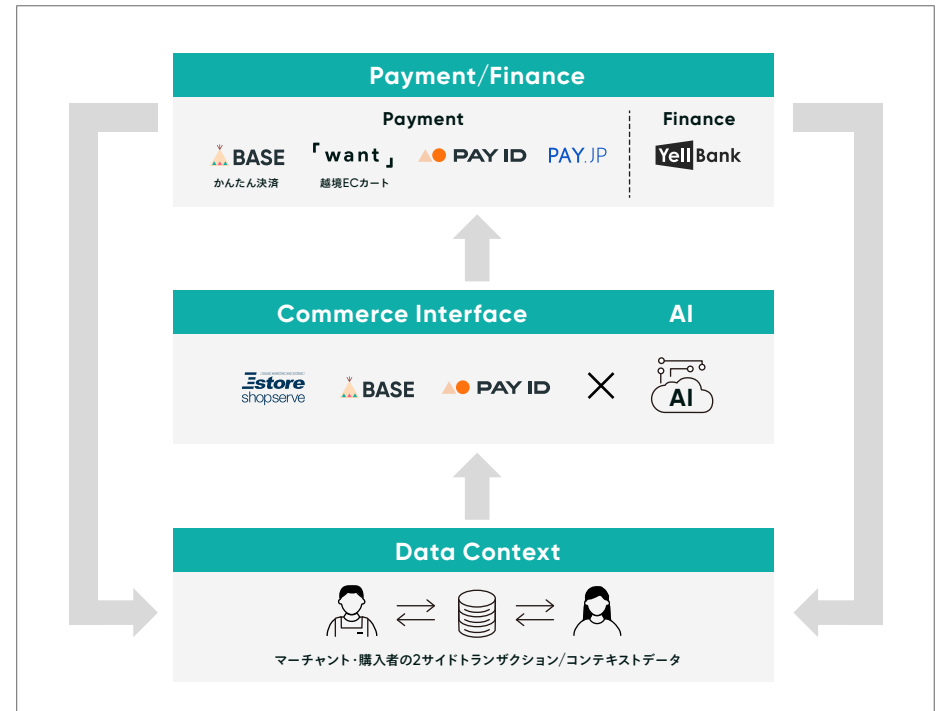 Payment/Finance
Payment
Finance
BASE
「want」
PAY ID
PAY.JP
Yell Bank
かんたん決済
越境ECカート
Commerce Interface
AI
Estore
shopserve
BASE
PAY ID
AI
Data Context
マーチャント・購入者の2サイドトランザクション/コンテキストデータ